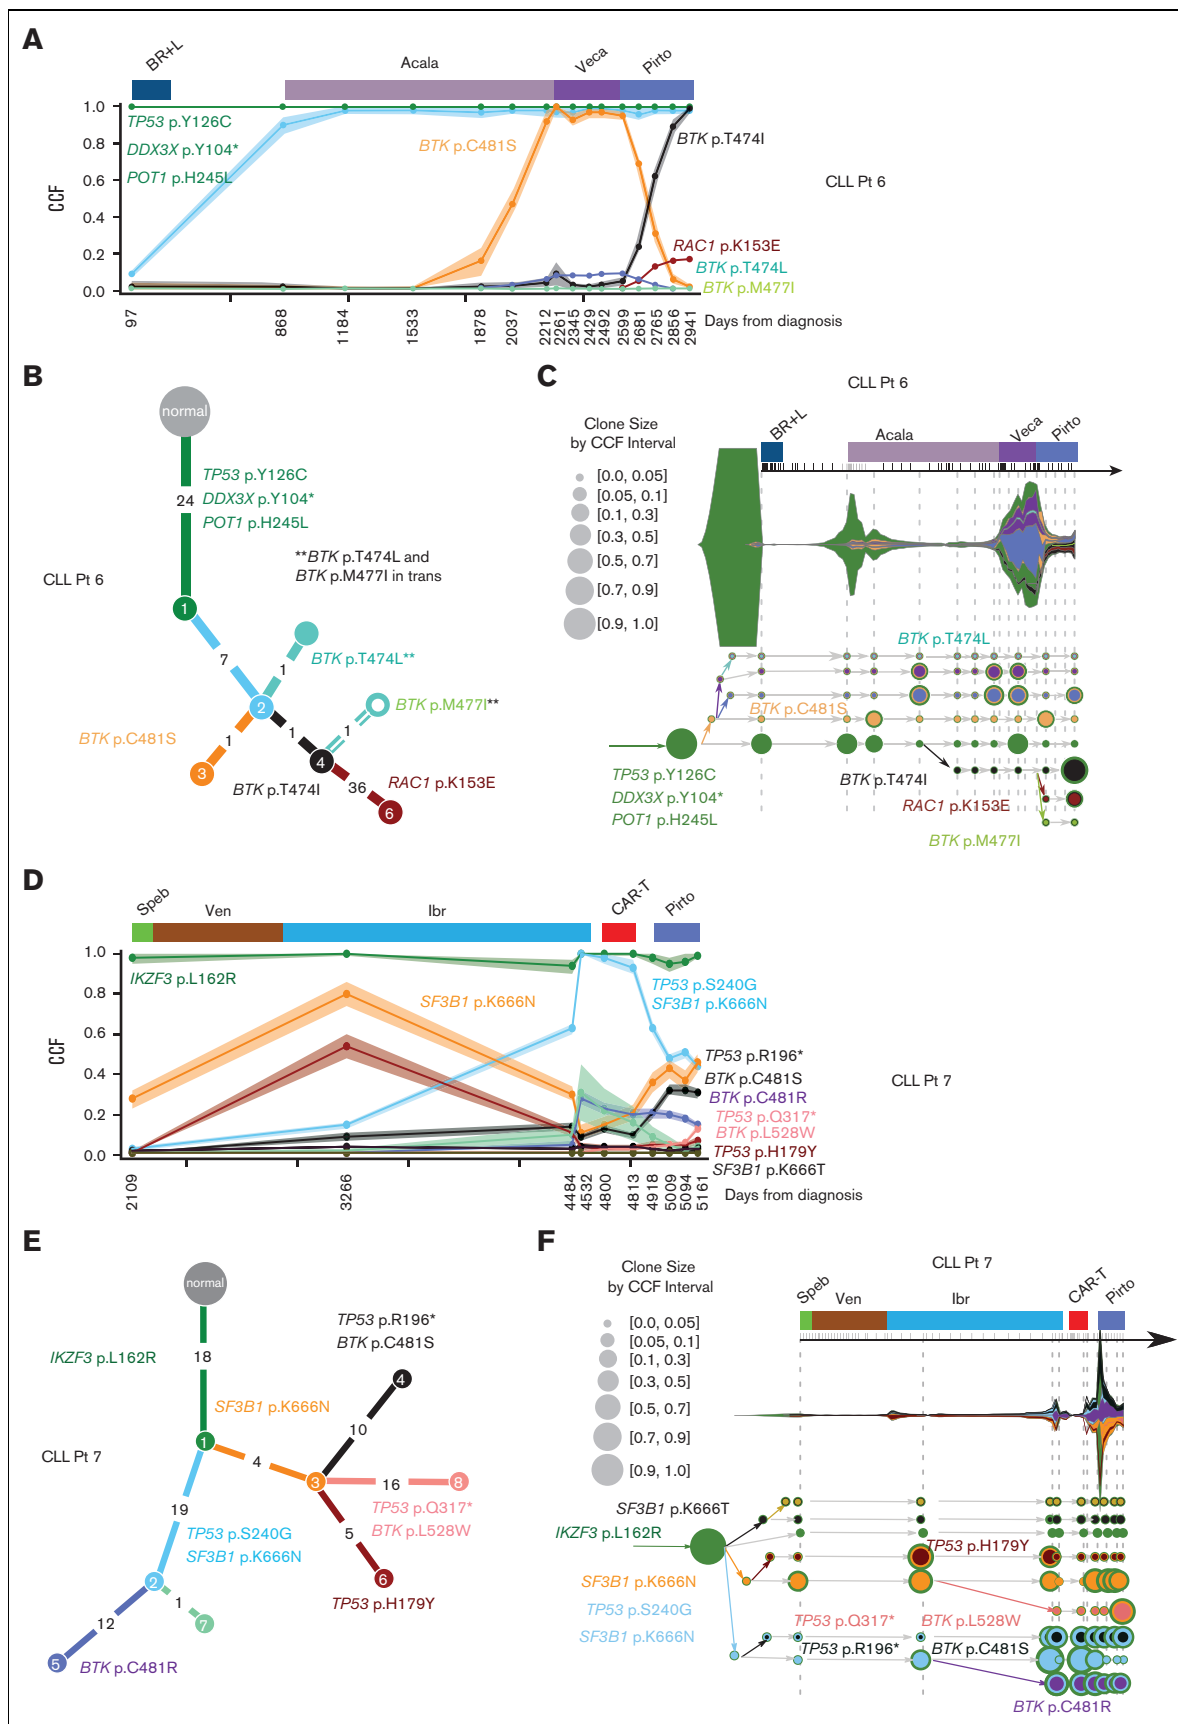 A
BR+L
Acala
Veca
Pirto
1.0
0.8
0.6
0.4
0.2
0.0
CCF
TP53 p.Y126C
DDX3X p.Y104*
POT1 p.H245L
BTK p.C481S
BTK p.T474I
RAC1 p.K153E
BTK p.T474L
BTK p.M477I
CLL Pt 6
97
868
1184
1533
1878
2037
2212
2261
2345
2429
2492
2599
2681
2765
2856
2941
Days from diagnosis
B
normal
24
TP53 p.Y126C
DDX3X p.Y104*
POT1 p.H245L
**BTK p.T474L and
BTK p.M477I in trans
CLL Pt 6
1
7
1
BTK p.T474L**
2
BTK p.M477I**
BTK p.C481S
1
1
1
3
BTK p.T474I
4
36
RAC1 p.K153E
6
C
CLL Pt 6
Clone Size
by CCF Interval
[0.0, 0.05]
[0.05, 0.1]
[0.1, 0.3]
[0.3, 0.5]
[0.5, 0.7]
[0.7, 0.9]
[0.9, 1.0]
BR+L
Acala
Veca
Pirto
BTK p.T474L
BTK p.C481S
TP53 p.Y126C
DDX3X p.Y104*
POT1 p.H245L
BTK p.T474I
RAC1 p.K153E
BTK p.M477I
D
Speb
Ven
Ibr
CAR-T
Pirto
1.0
0.8
0.6
0.4
0.2
0.0
CCF
IKZF3 p.L162R
SF3B1 p.K666N
TP53 p.S240G
SF3B1 p.K666N
TP53 p.R196*
BTK p.C481S
BTK p.C481R
TP53 p.Q317*
BTK p.L528W
TP53 p.H179Y
SF3B1 p.K666T
CLL Pt 7
2109
3266
4484
4532
4800
4813
4918
5009
5094
5161
Days from diagnosis
E
normal
IKZF3 p.L162R
18
TP53 p.R196*
BTK p.C481S
4
SF3B1 p.K666N
10
CLL Pt 7
1
4
3
16
8
19
TP53 p.Q317*
BTK p.L528W
TP53 p.S240G
SF3B1 p.K666N
5
6
TP53 p.H179Y
2
1
7
12
5
BTK p.C481R
F
CLL Pt 7
Clone Size
by CCF Interval
[0.0, 0.05]
[0.05, 0.1]
[0.1, 0.3]
[0.3, 0.5]
[0.5, 0.7]
[0.7, 0.9]
[0.9, 1.0]
Speb
Ven
Ibr
CAR-T
Pirto
SF3B1 p.K666T
IKZF3 p.L162R
TP53 p.H179Y
SF3B1 p.K666N
TP53 p.S240G
SF3B1 p.K666N
TP53 p.Q317*
BTK p.L528W
TP53 p.R196*
BTK p.C481S
BTK p.C481R